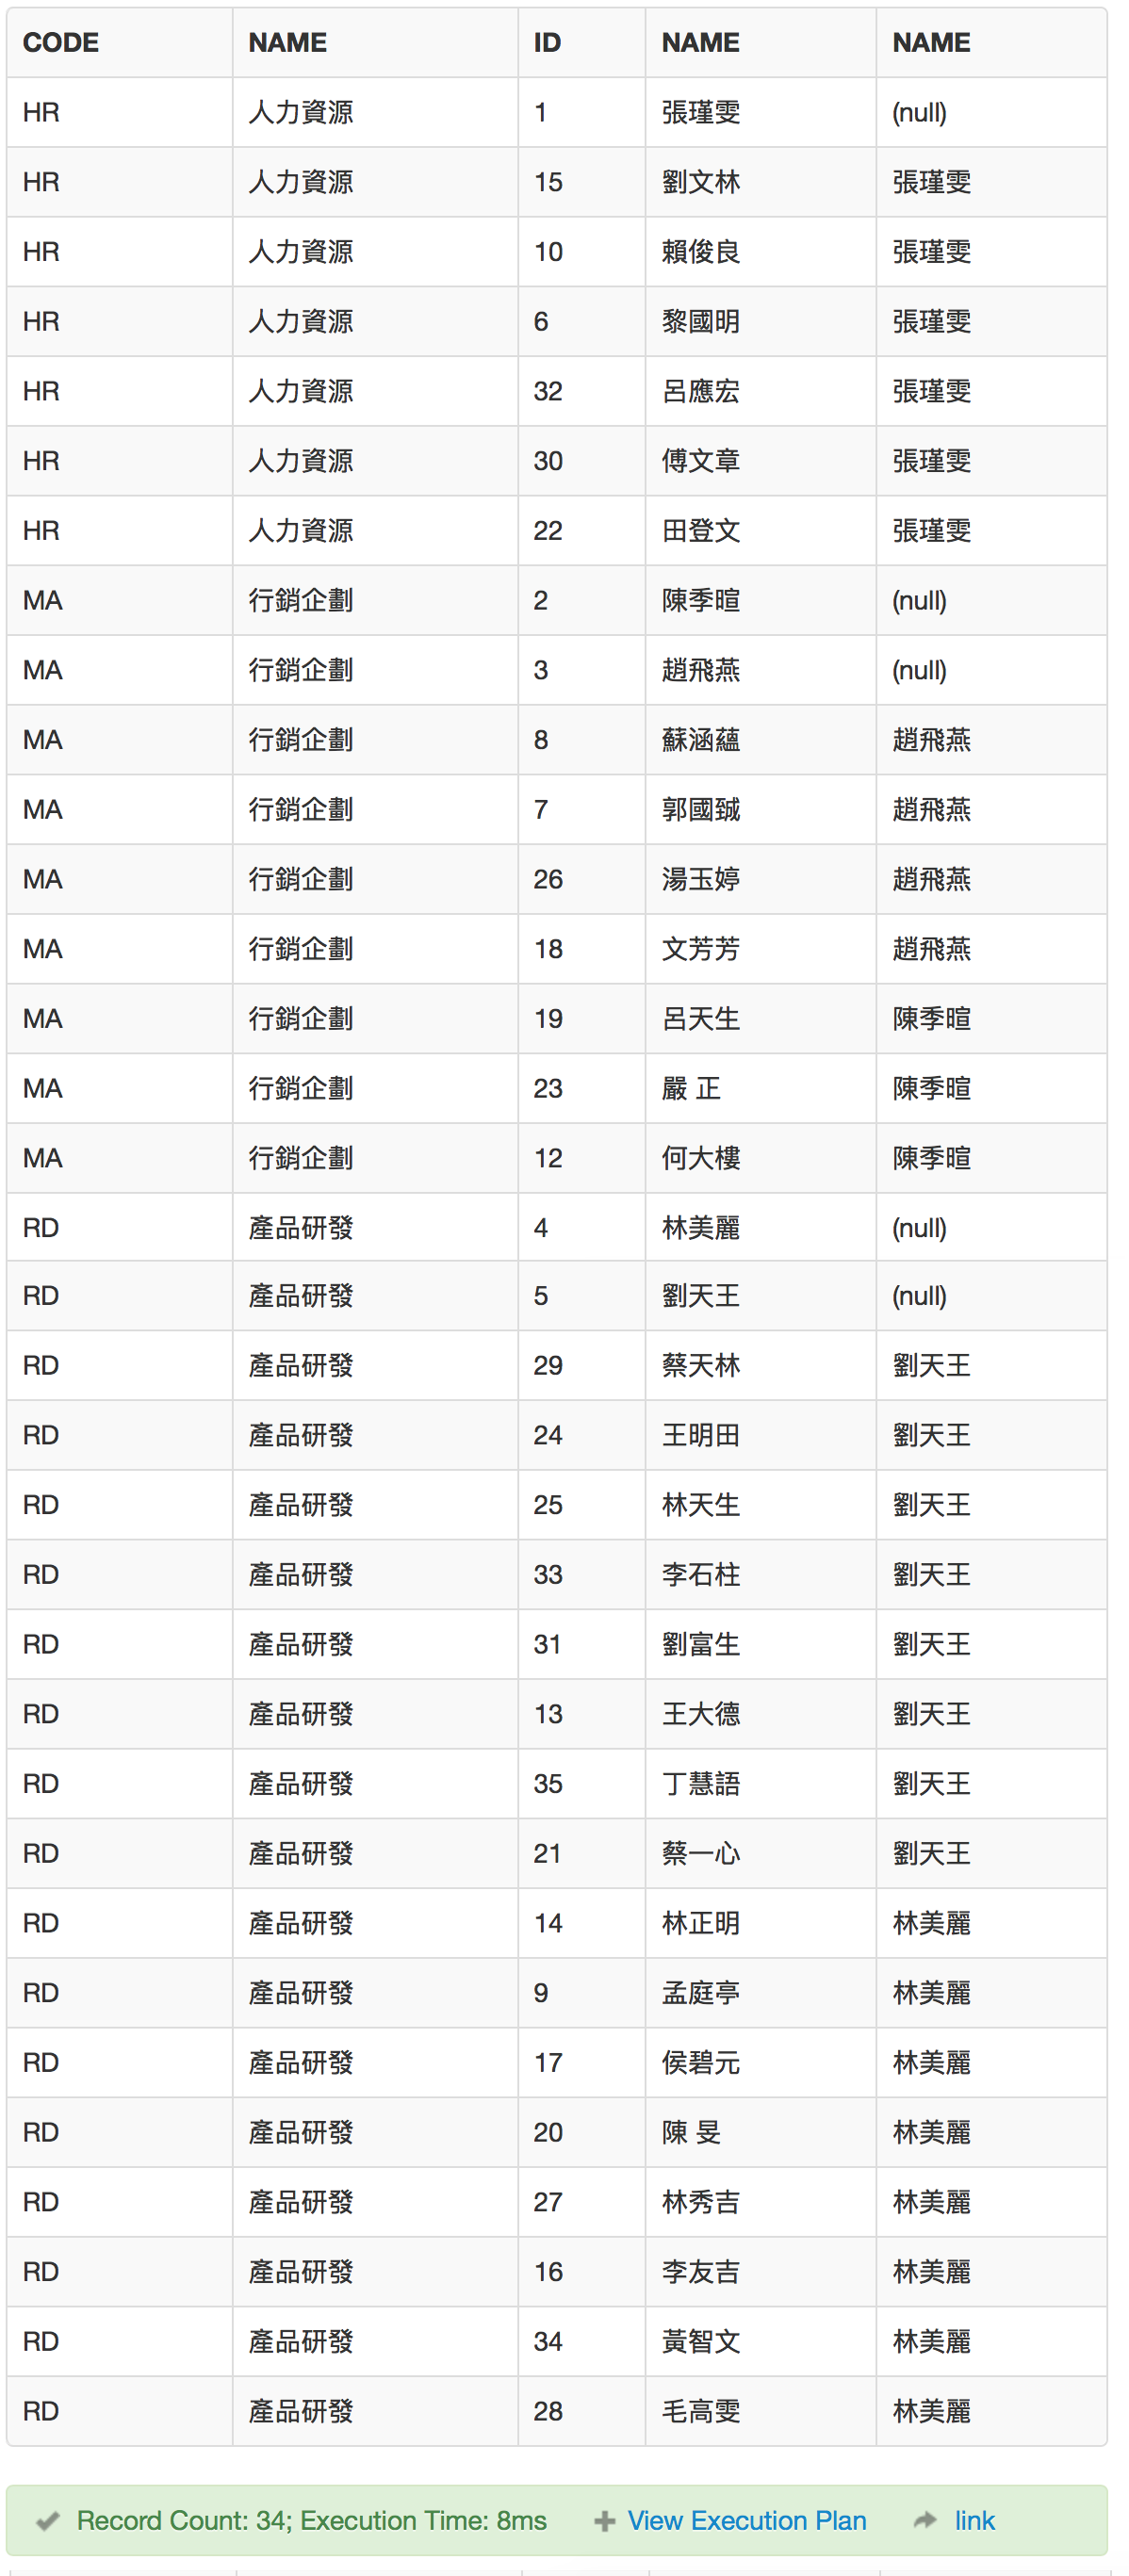 CODE NAME ID NAME NAME
HR 人力資源 1 張瑾雯 (null)
HR 人力資源 15 劉文林 張瑾雯
HR 人力資源 10 賴俊良 張瑾雯
HR 人力資源 6 黎國明 張瑾雯
HR 人力資源 32 呂應宏 張瑾雯
HR 人力資源 30 傅文章 張瑾雯
HR 人力資源 22 田登文 張瑾雯
MA 行銷企劃 2 陳季暄 (null)
MA 行銷企劃 3 趙飛燕 (null)
MA 行銷企劃 8 蘇涵蘊 趙飛燕
MA 行銷企劃 7 郭國臹 趙飛燕
MA 行銷企劃 26 湯玉婷 趙飛燕
MA 行銷企劃 18 文芳芳 趙飛燕
MA 行銷企劃 19 呂天生 陳季暄
MA 行銷企劃 23 嚴 正 陳季暄
MA 行銷企劃 12 何大樓 陳季暄
RD 產品研發 4 林美麗 (null)
RD 產品研發 5 劉天王 (null)
RD 產品研發 29 蔡天林 劉天王
RD 產品研發 24 王明田 劉天王
RD 產品研發 25 林天生 劉天王
RD 產品研發 33 李石柱 劉天王
RD 產品研發 31 劉富生 劉天王
RD 產品研發 13 王大德 劉天王
RD 產品研發 35 丁慧語 劉天王
RD 產品研發 21 蔡一心 劉天王
RD 產品研發 14 林正明 林美麗
RD 產品研發 9 孟庭亭 林美麗
RD 產品研發 17 侯碧元 林美麗
RD 產品研發 20 陳 旻 林美麗
RD 產品研發 27 林秀吉 林美麗
RD 產品研發 16 李友吉 林美麗
RD 產品研發 34 黃智文 林美麗
RD 產品研發 28 毛高雯 林美麗
Record Count: 34; Execution Time: 8ms View Execution Plan link